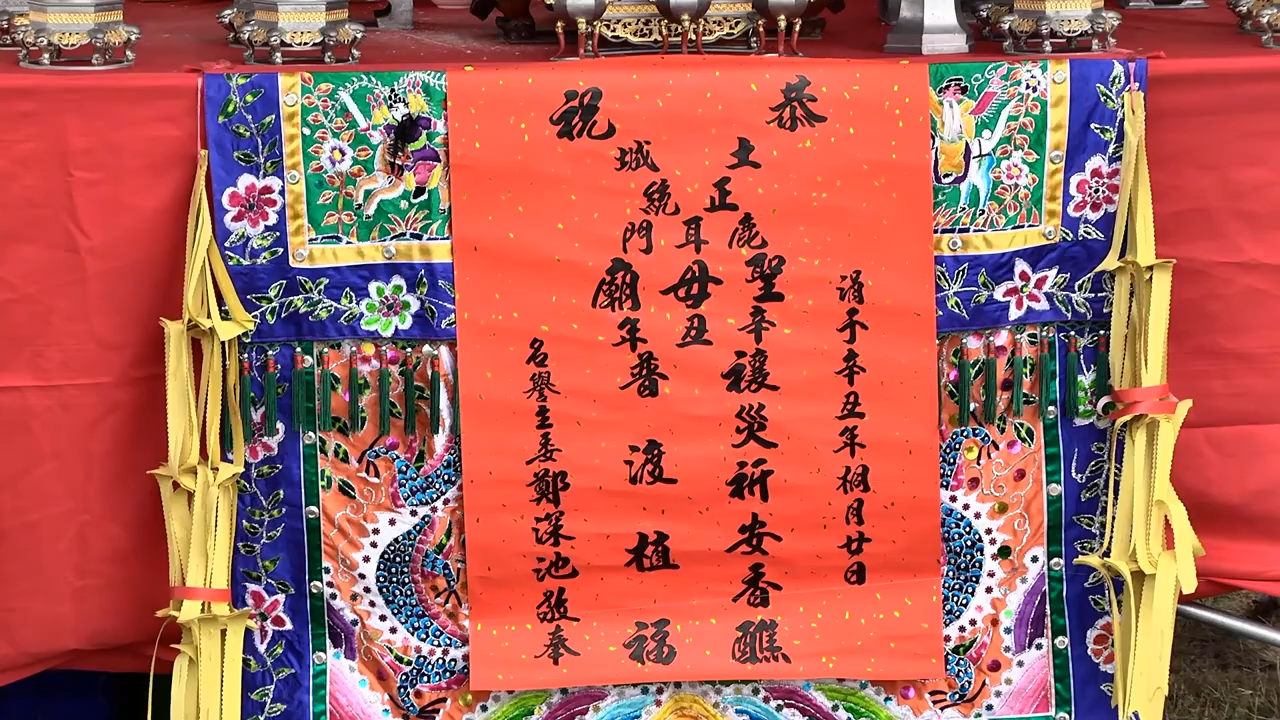 恭祝
涓于辛丑年桐月廿日
土城
正統
鹿耳門
聖母廟
辛丑年
禳災祈安香醮
普渡植福
名譽主委鄭深池敬奉